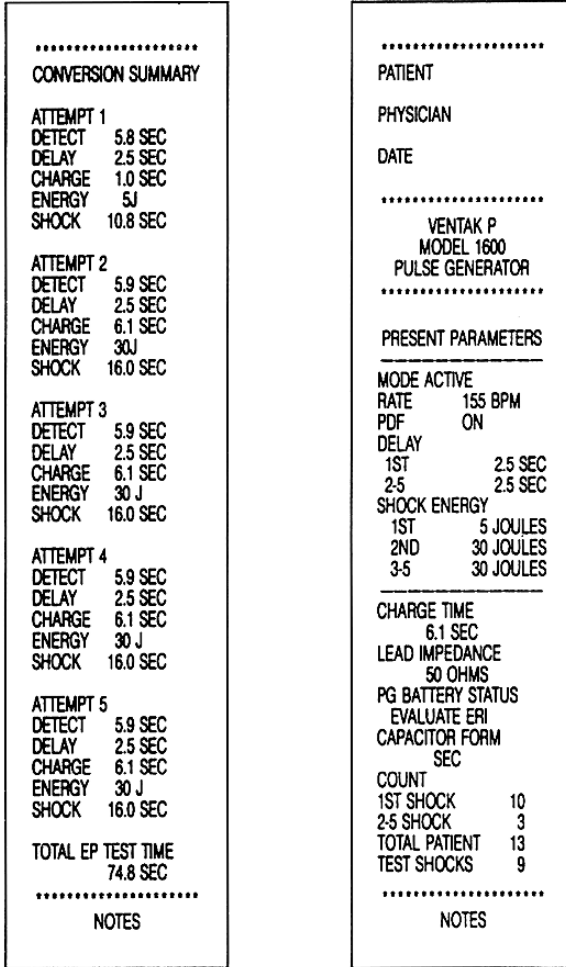 CONVERSION SUMMARY
ATTEMPT 1
DETECT 5.8 SEC
DELAY 2.5 SEC
CHARGE 1.0 SEC
ENERGY 5J
SHOCK 10.8 SEC
ATTEMPT 2
DETECT 5.9 SEC
DELAY 2.5 SEC
CHARGE 6.1 SEC
ENERGY 30J
SHOCK 16.0 SEC
ATTEMPT 3
DETECT 5.9 SEC
DELAY 2.5 SEC
CHARGE 6.1 SEC
ENERGY 30 J
SHOCK 16.0 SEC
ATTEMPT 4
DETECT 5.9 SEC
DELAY 2.5 SEC
CHARGE 6.1 SEC
ENERGY 30 J
SHOCK 16.0 SEC
ATTEMPT 5
DETECT 5.9 SEC
DELAY 2.5 SEC
CHARGE 6.1 SEC
ENERGY 30 J
SHOCK 16.0 SEC
TOTAL EP TEST TIME
74.8 SEC
NOTES
PATIENT
PHYSICIAN
DATE
VENTAK P
MODEL 1600
PULSE GENERATOR
PRESENT PARAMETERS
MODE ACTIVE
RATE 155 BPM
PDF ON
DELAY
1ST 2.5 SEC
2-5 2.5 SEC
SHOCK ENERGY
1ST 5 JOULES
2ND 30 JOULES
3-5 30 JOULES
CHARGE TIME
6.1 SEC
LEAD IMPEDANCE
50 OHMS
PG BATTERY STATUS
EVALUATE ERI
CAPACITOR FORM
SEC
COUNT
1ST SHOCK 10
2-5 SHOCK 3
TOTAL PATIENT 13
TEST SHOCKS 9
NOTES